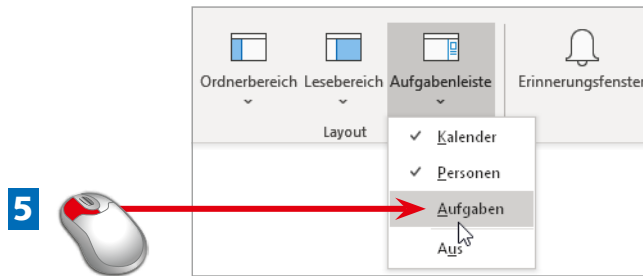 Ordnerbereich Lesebereich Aufgabenleiste Erinnerungsfenster
Layout
Kalender
Personen
5 Aufgaben
Aus